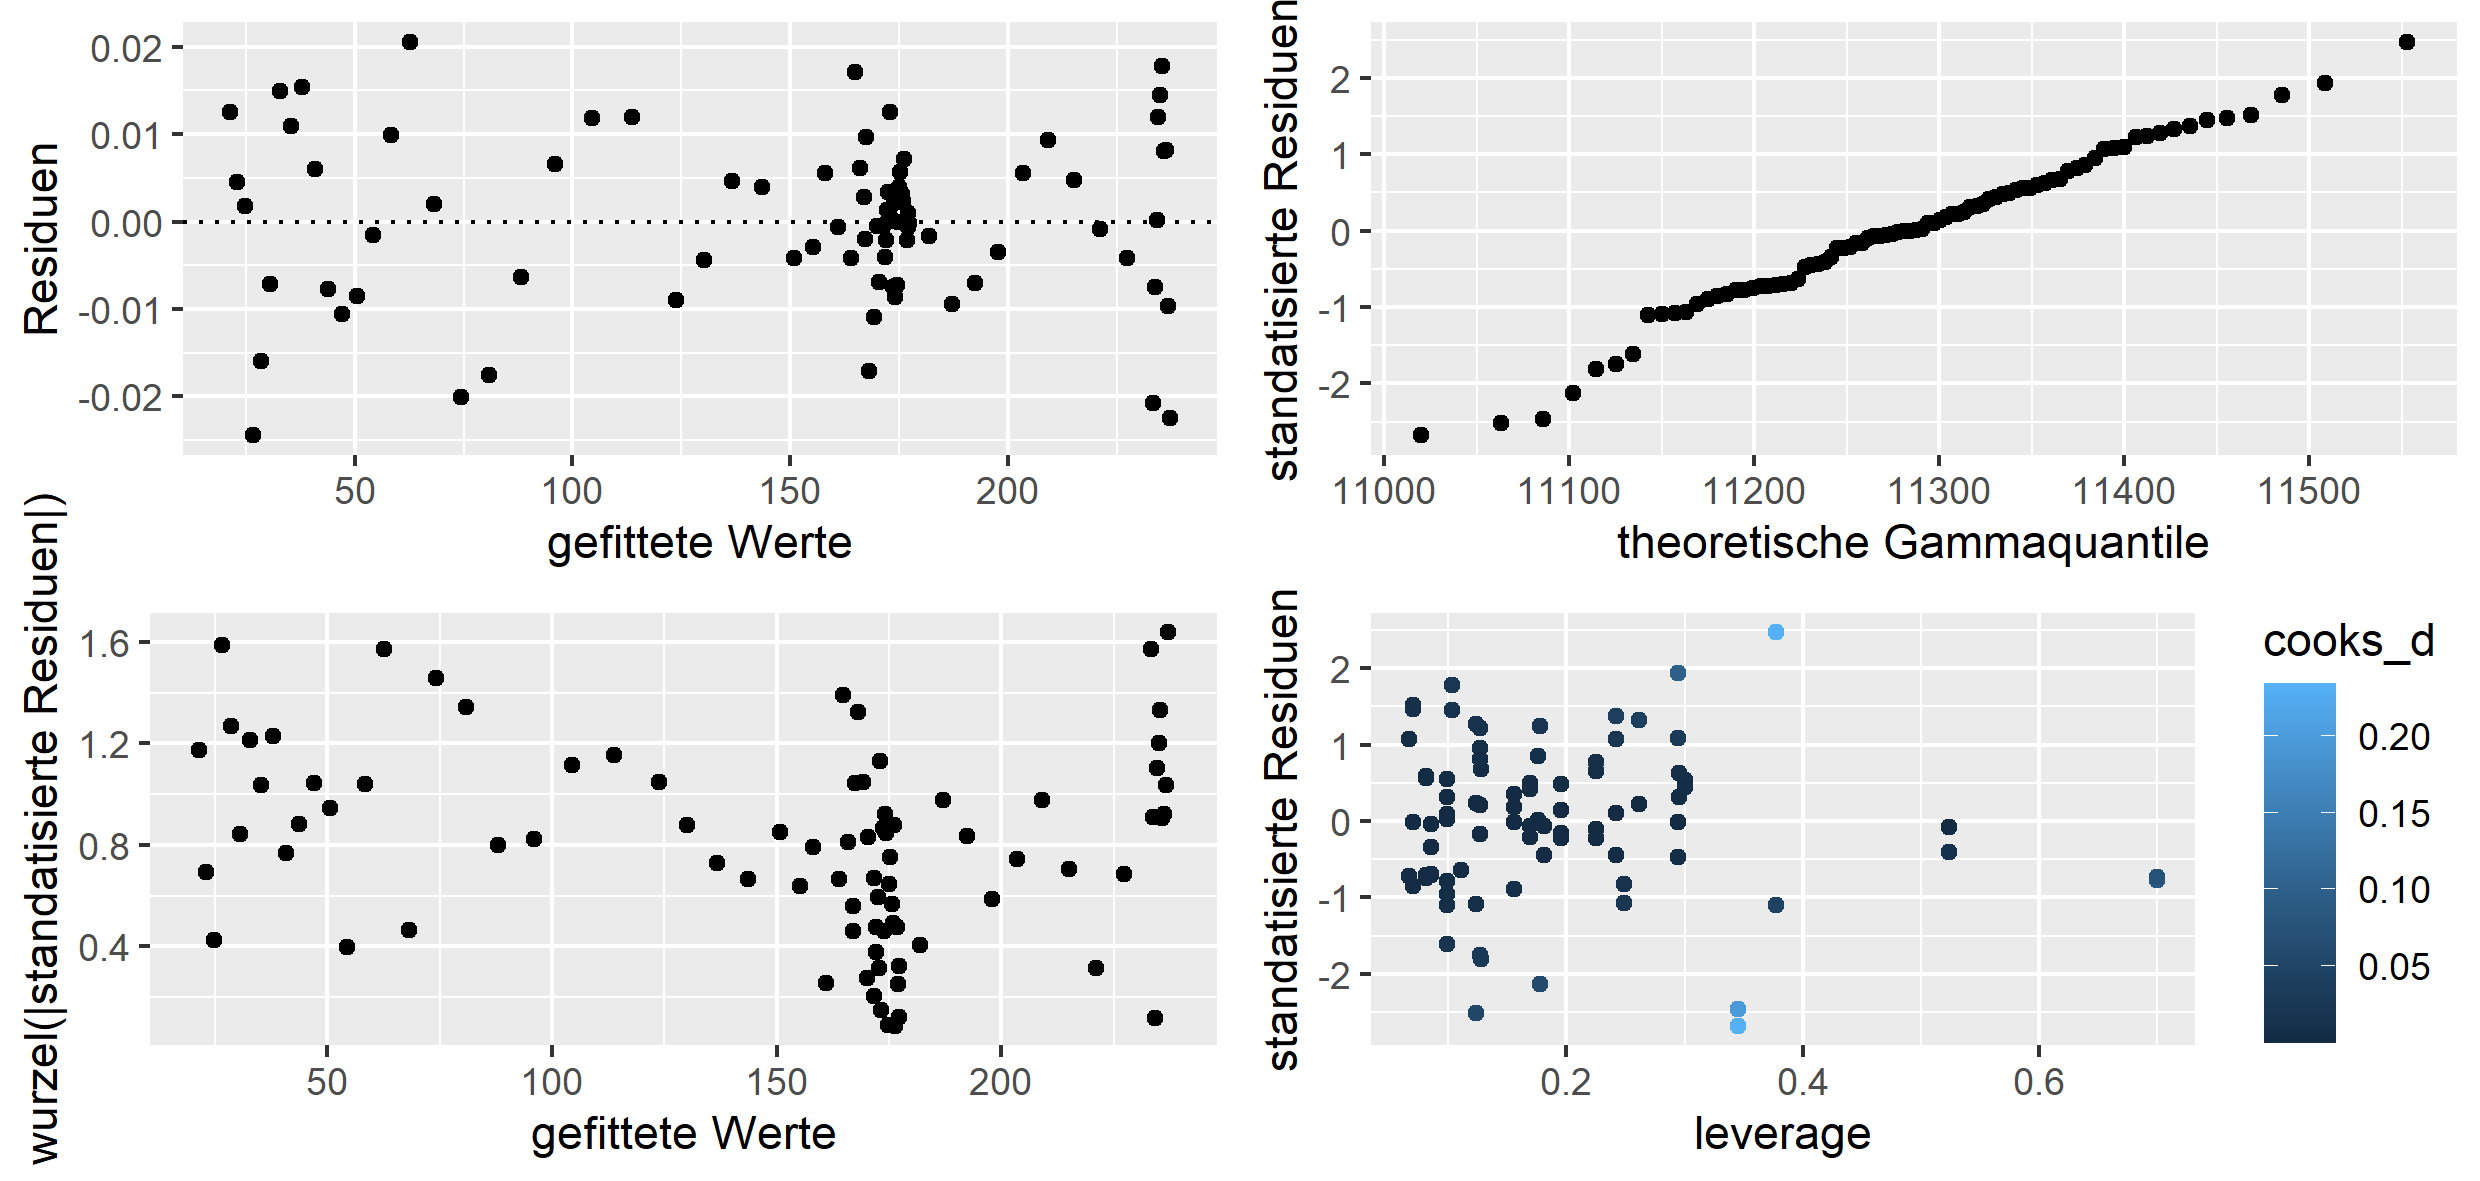 Residuen
0.02
0.01
0.00
-0.01
-0.02
50 100 150 200
gefittete Werte
standatisierte Residuen
2
1
0
-1
-2
11000 11100 11200 11300 11400 11500
theoretische Gammaquantile
wurzel(|standatisierte Residuen|)
1.6
1.2
0.8
0.4
50 100 150 200
gefittete Werte
standatisierte Residuen
2
1
0
-1
-2
0.2 0.4 0.6
leverage
cooks_d
0.20
0.15
0.10
0.05